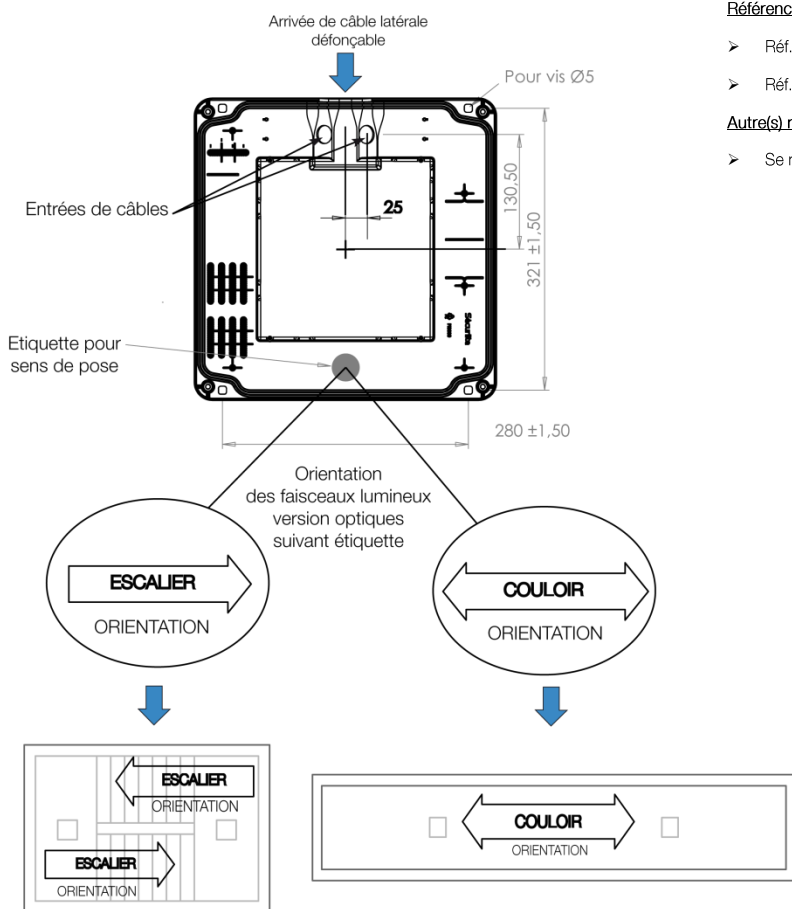 Arrivée de câble latérale
défonçable
Référenc
➢ Réf.
➢ Réf.
Autre(s) r
➢ Se r
Pour vis Ø5
130,50
321 ±1,50
25
Entrées de câbles
Sécurlite
Etiquette pour
sens de pose
280 ±1,50
Orientation
des faisceaux lumineux
version optiques
suivant étiquette
ESCALIER
ORIENTATION
COULOIR
ORIENTATION
ESCALIER
ORIENTATION
ESCALIER
ORIENTATION
COULOIR
ORIENTATION